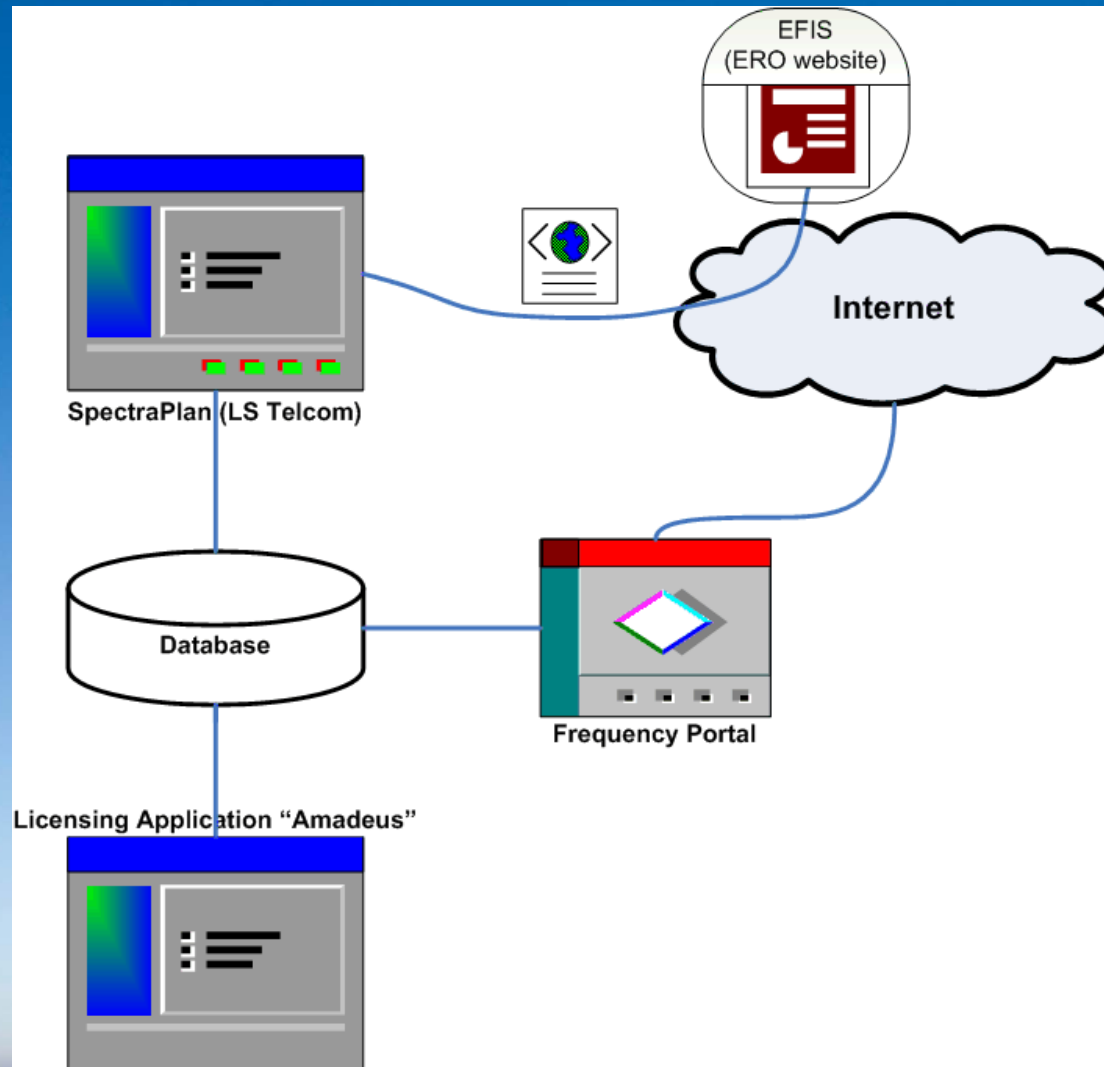 EFIS
(ERO website)
Internet
SpectraPlan (LS Telcom)
Database
Frequency Portal
Licensing Application “Amadeus”